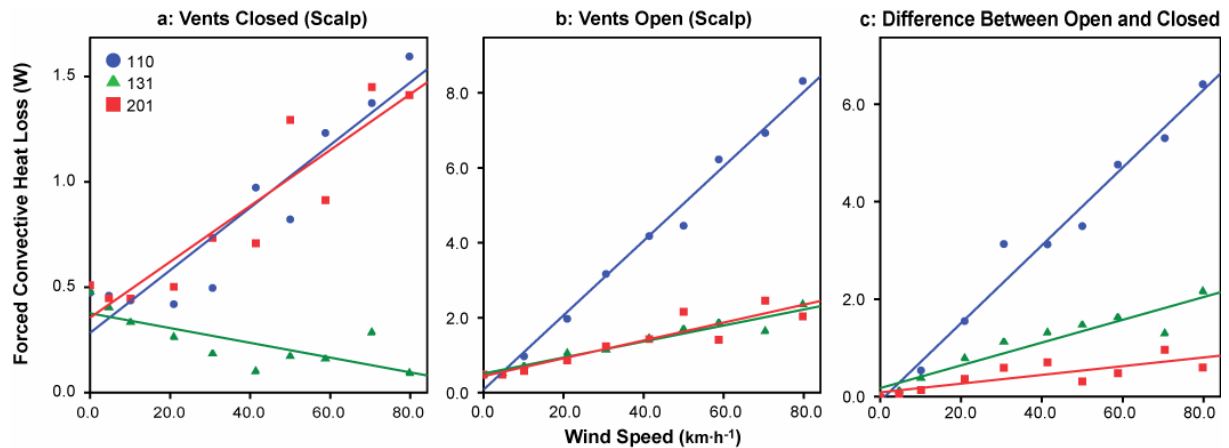 a: Vents Closed (Scalp)
b: Vents Open (Scalp)
c: Difference Between Open and Closed
Forced Convective Heat Loss (W)
110
131
201
1.5
1.0
0.5
0.0
0.0 20.0 40.0 60.0 80.0
8.0
6.0
4.0
2.0
0.0
0.0 20.0 40.0 60.0 80.0
6.0
4.0
2.0
0.0
0.0 20.0 40.0 60.0 80.0
Wind Speed (km·h⁻¹)